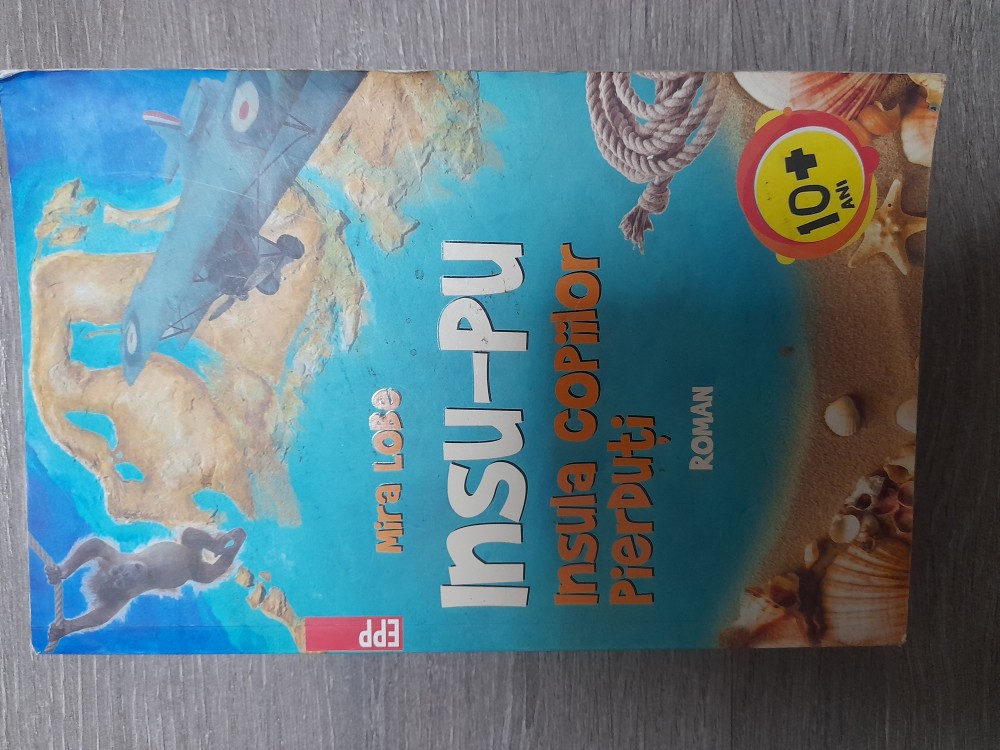 Mira LOBe
Insu-pu
Insula copiilor
pierduți
ROMAN
10+
ANI
EPP